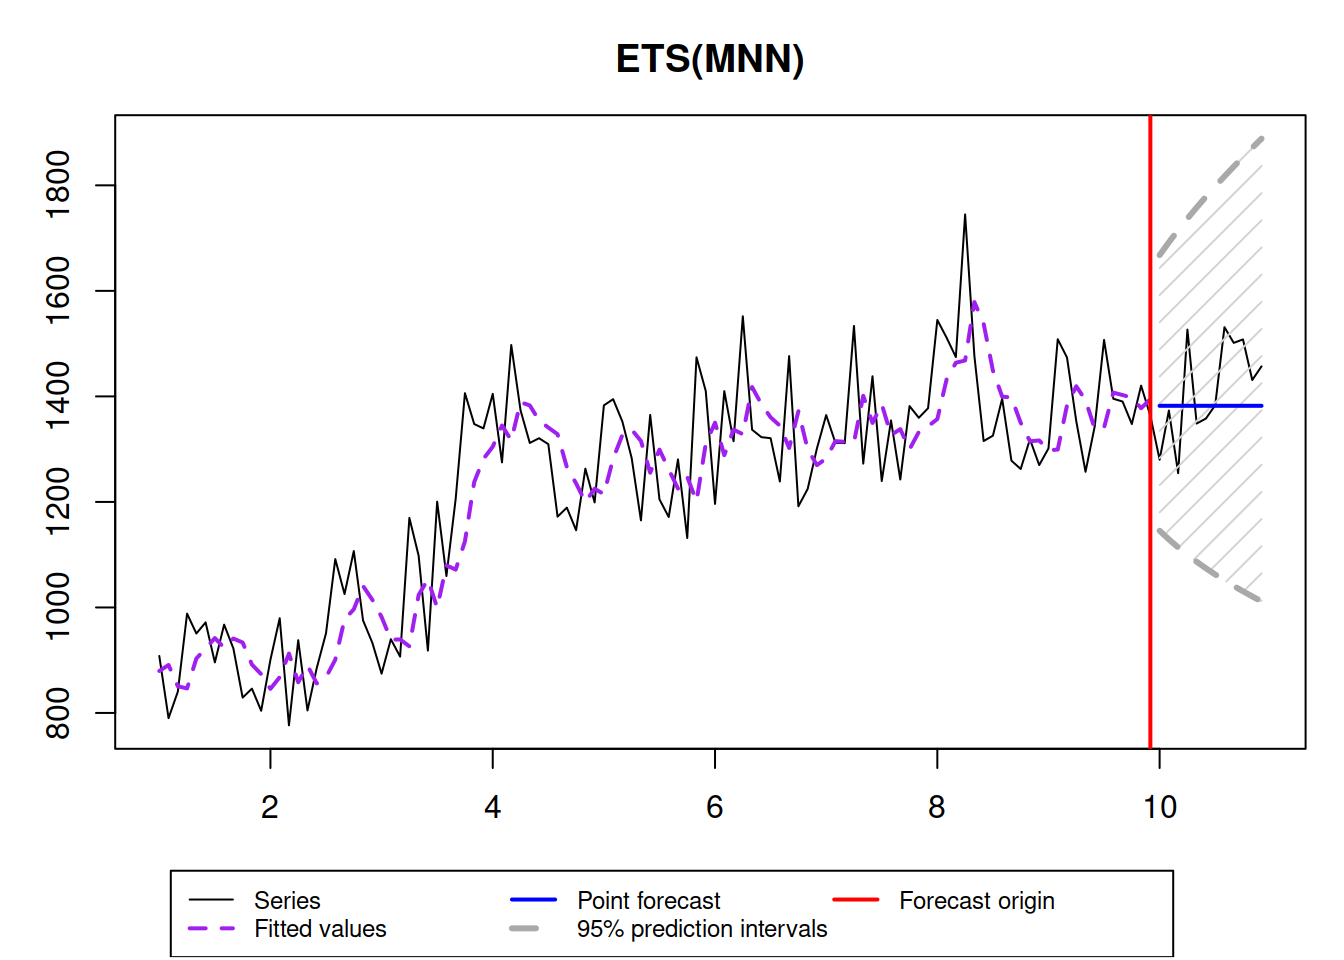 ETS(MNN)
1800
1600
1400
1200
1000
800
2 4 6 8 10
Series Point forecast Forecast origin
Fitted values 95% prediction intervals